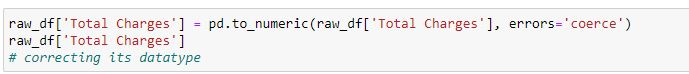 raw_df['Total Charges'] = pd.to_numeric(raw_df['Total Charges'], errors='coerce')
raw_df['Total Charges']
# correcting its datatype